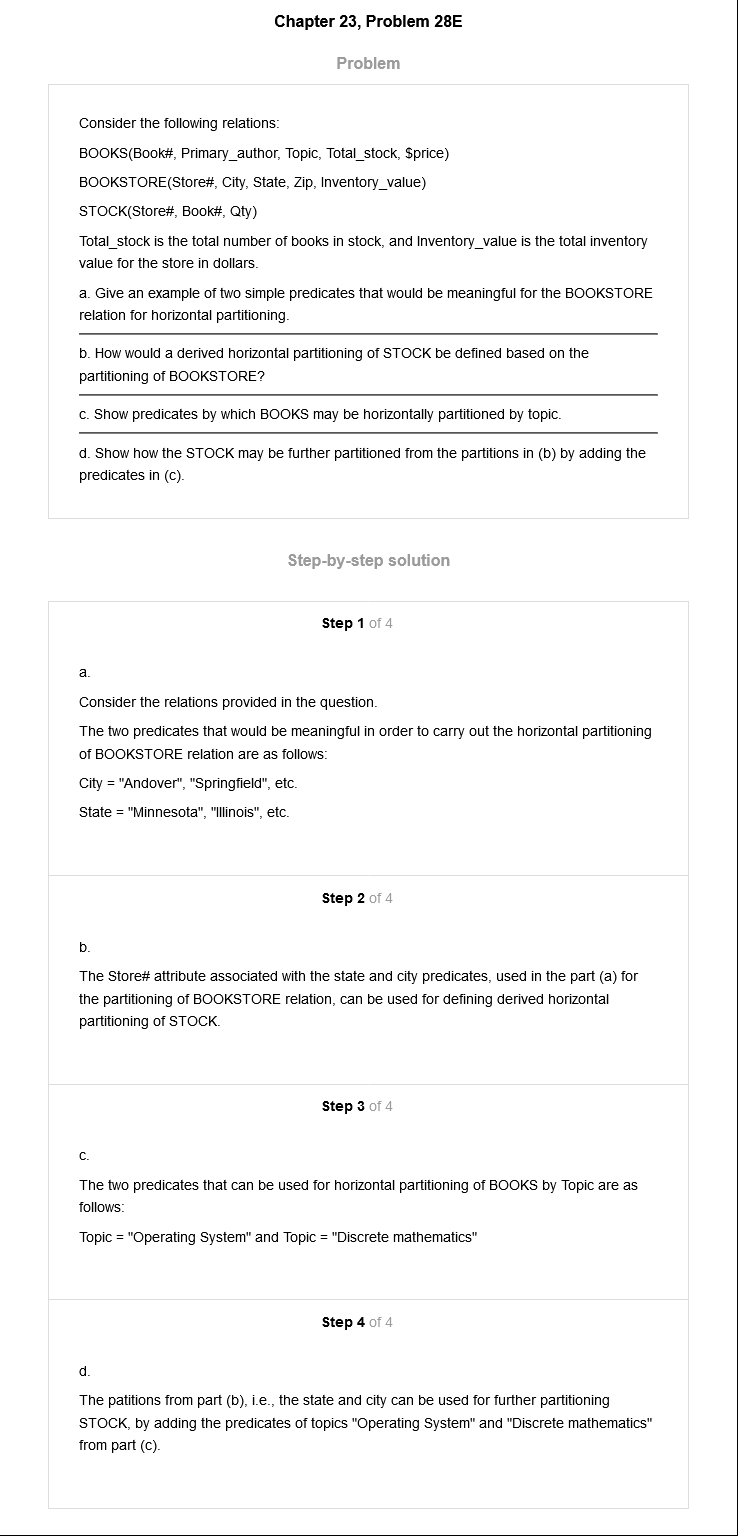 Chapter 23, Problem 28E
Problem
Consider the following relations:
BOOKS(Book#, Primary_author, Topic, Total_stock, $price)
BOOKSTORE(Store#, City, State, Zip, Inventory_value)
STOCK(Store#, Book#, Qty)
Total_stock is the total number of books in stock, and Inventory_value is the total inventory
value for the store in dollars.
a. Give an example of two simple predicates that would be meaningful for the BOOKSTORE
relation for horizontal partitioning.
b. How would a derived horizontal partitioning of STOCK be defined based on the
partitioning of BOOKSTORE?
c. Show predicates by which BOOKS may be horizontally partitioned by topic.
d. Show how the STOCK may be further partitioned from the partitions in (b) by adding the
predicates in (c).
Step-by-step solution
Step 1 of 4
a.
Consider the relations provided in the question.
The two predicates that would be meaningful in order to carry out the horizontal partitioning
of BOOKSTORE relation are as follows:
City = "Andover", "Springfield", etc.
State = "Minnesota", "Illinois", etc.
Step 2 of 4
b.
The Store# attribute associated with the state and city predicates, used in the part (a) for
the partitioning of BOOKSTORE relation, can be used for defining derived horizontal
partitioning of STOCK.
Step 3 of 4
c.
The two predicates that can be used for horizontal partitioning of BOOKS by Topic are as
follows:
Topic = "Operating System" and Topic = "Discrete mathematics"
Step 4 of 4
d.
The patitions from part (b), i.e., the state and city can be used for further partitioning
STOCK, by adding the predicates of topics "Operating System" and "Discrete mathematics"
from part (c).